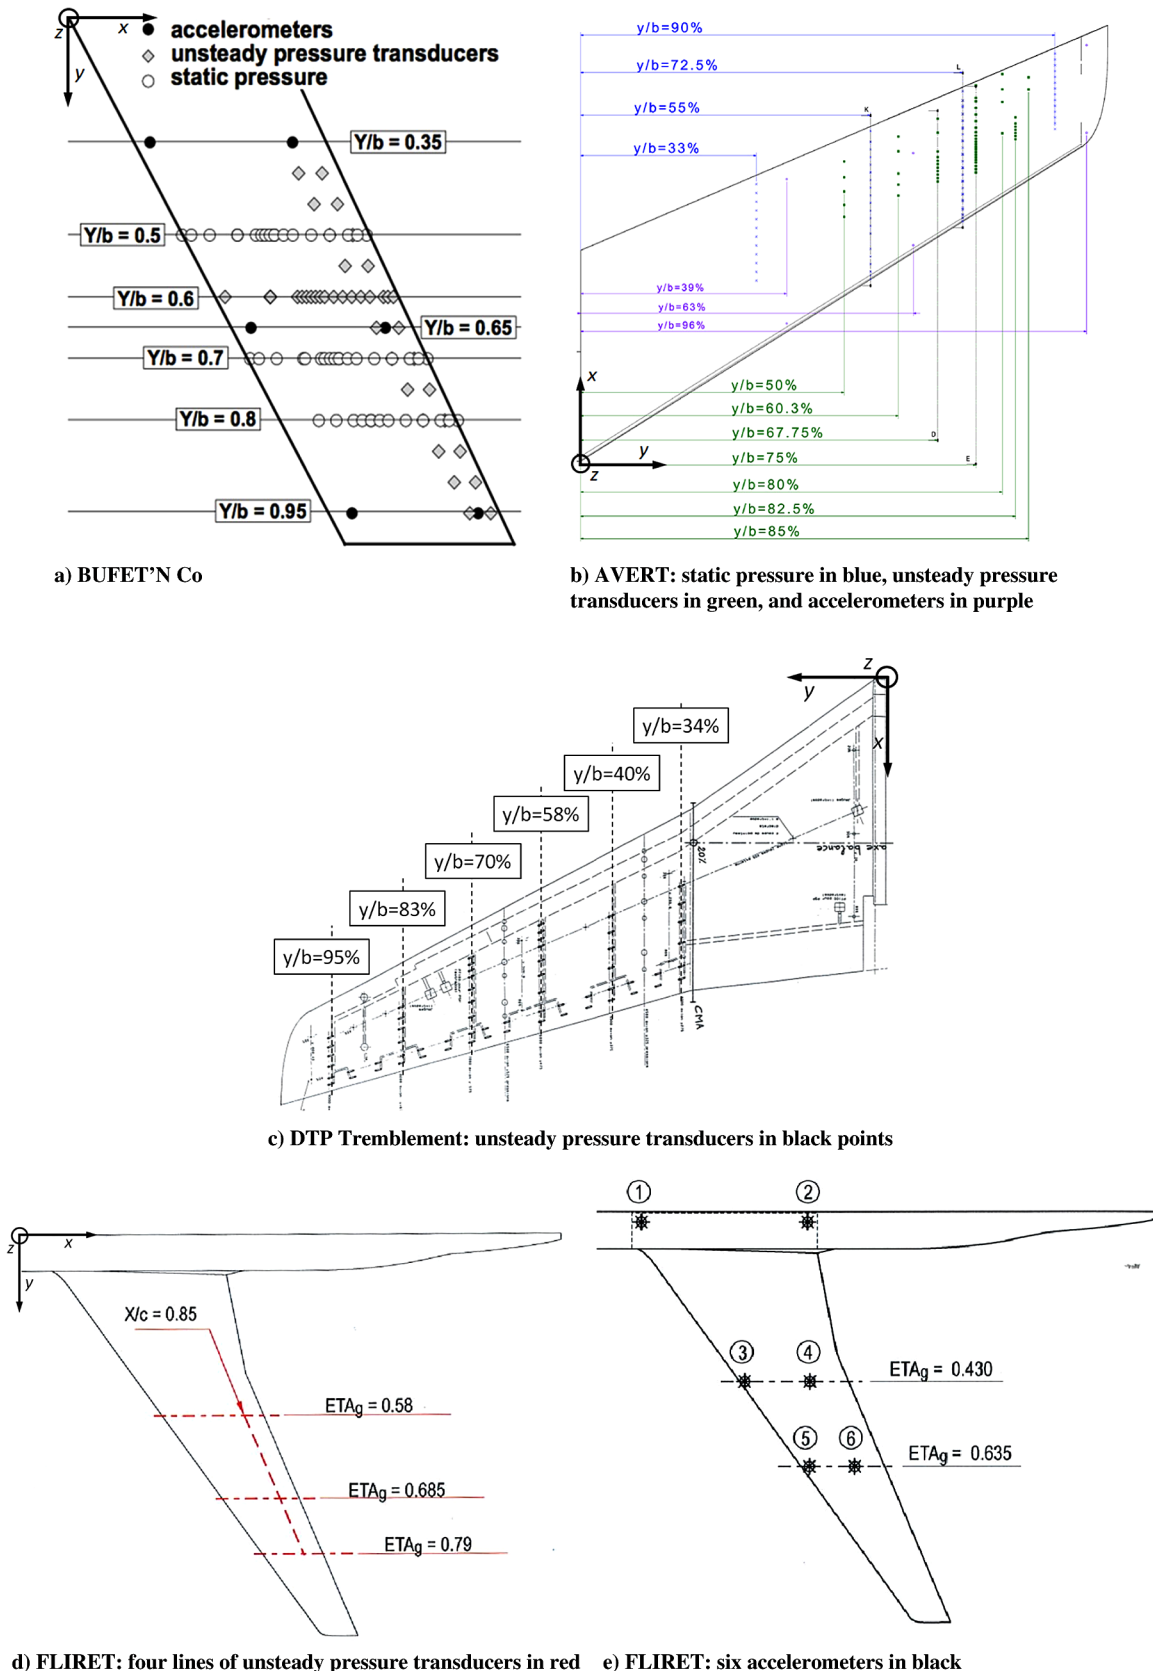 x
z
y
accelerometers
unsteady pressure transducers
static pressure
Y/b = 0.35
Y/b = 0.5
Y/b = 0.6
Y/b = 0.65
Y/b = 0.7
Y/b = 0.8
Y/b = 0.95
a) BUFET'N Co
y/b=90%
y/b=72.5%
L
y/b=55%
K
y/b=33%
y/b=39%
y/b=63%
y/b=96%
x
y/b=50%
y/b=60.3%
y/b=67.75%
D
y
y/b=75%
E
z
y/b=80%
y/b=82.5%
y/b=85%
b) AVERT: static pressure in blue, unsteady pressure
transducers in green, and accelerometers in purple
z
y
x
y/b=34%
y/b=40%
y/b=58%
y/b=70%
y/b=83%
y/b=95%
axe balance
20%
CMA
c) DTP Tremblement: unsteady pressure transducers in black points
z
x
y
X/c = 0.85
ETAg = 0.58
ETAg = 0.685
ETAg = 0.79
d) FLIRET: four lines of unsteady pressure transducers in red
1
2
3
4
ETAg = 0.430
5
6
ETAg = 0.635
e) FLIRET: six accelerometers in black